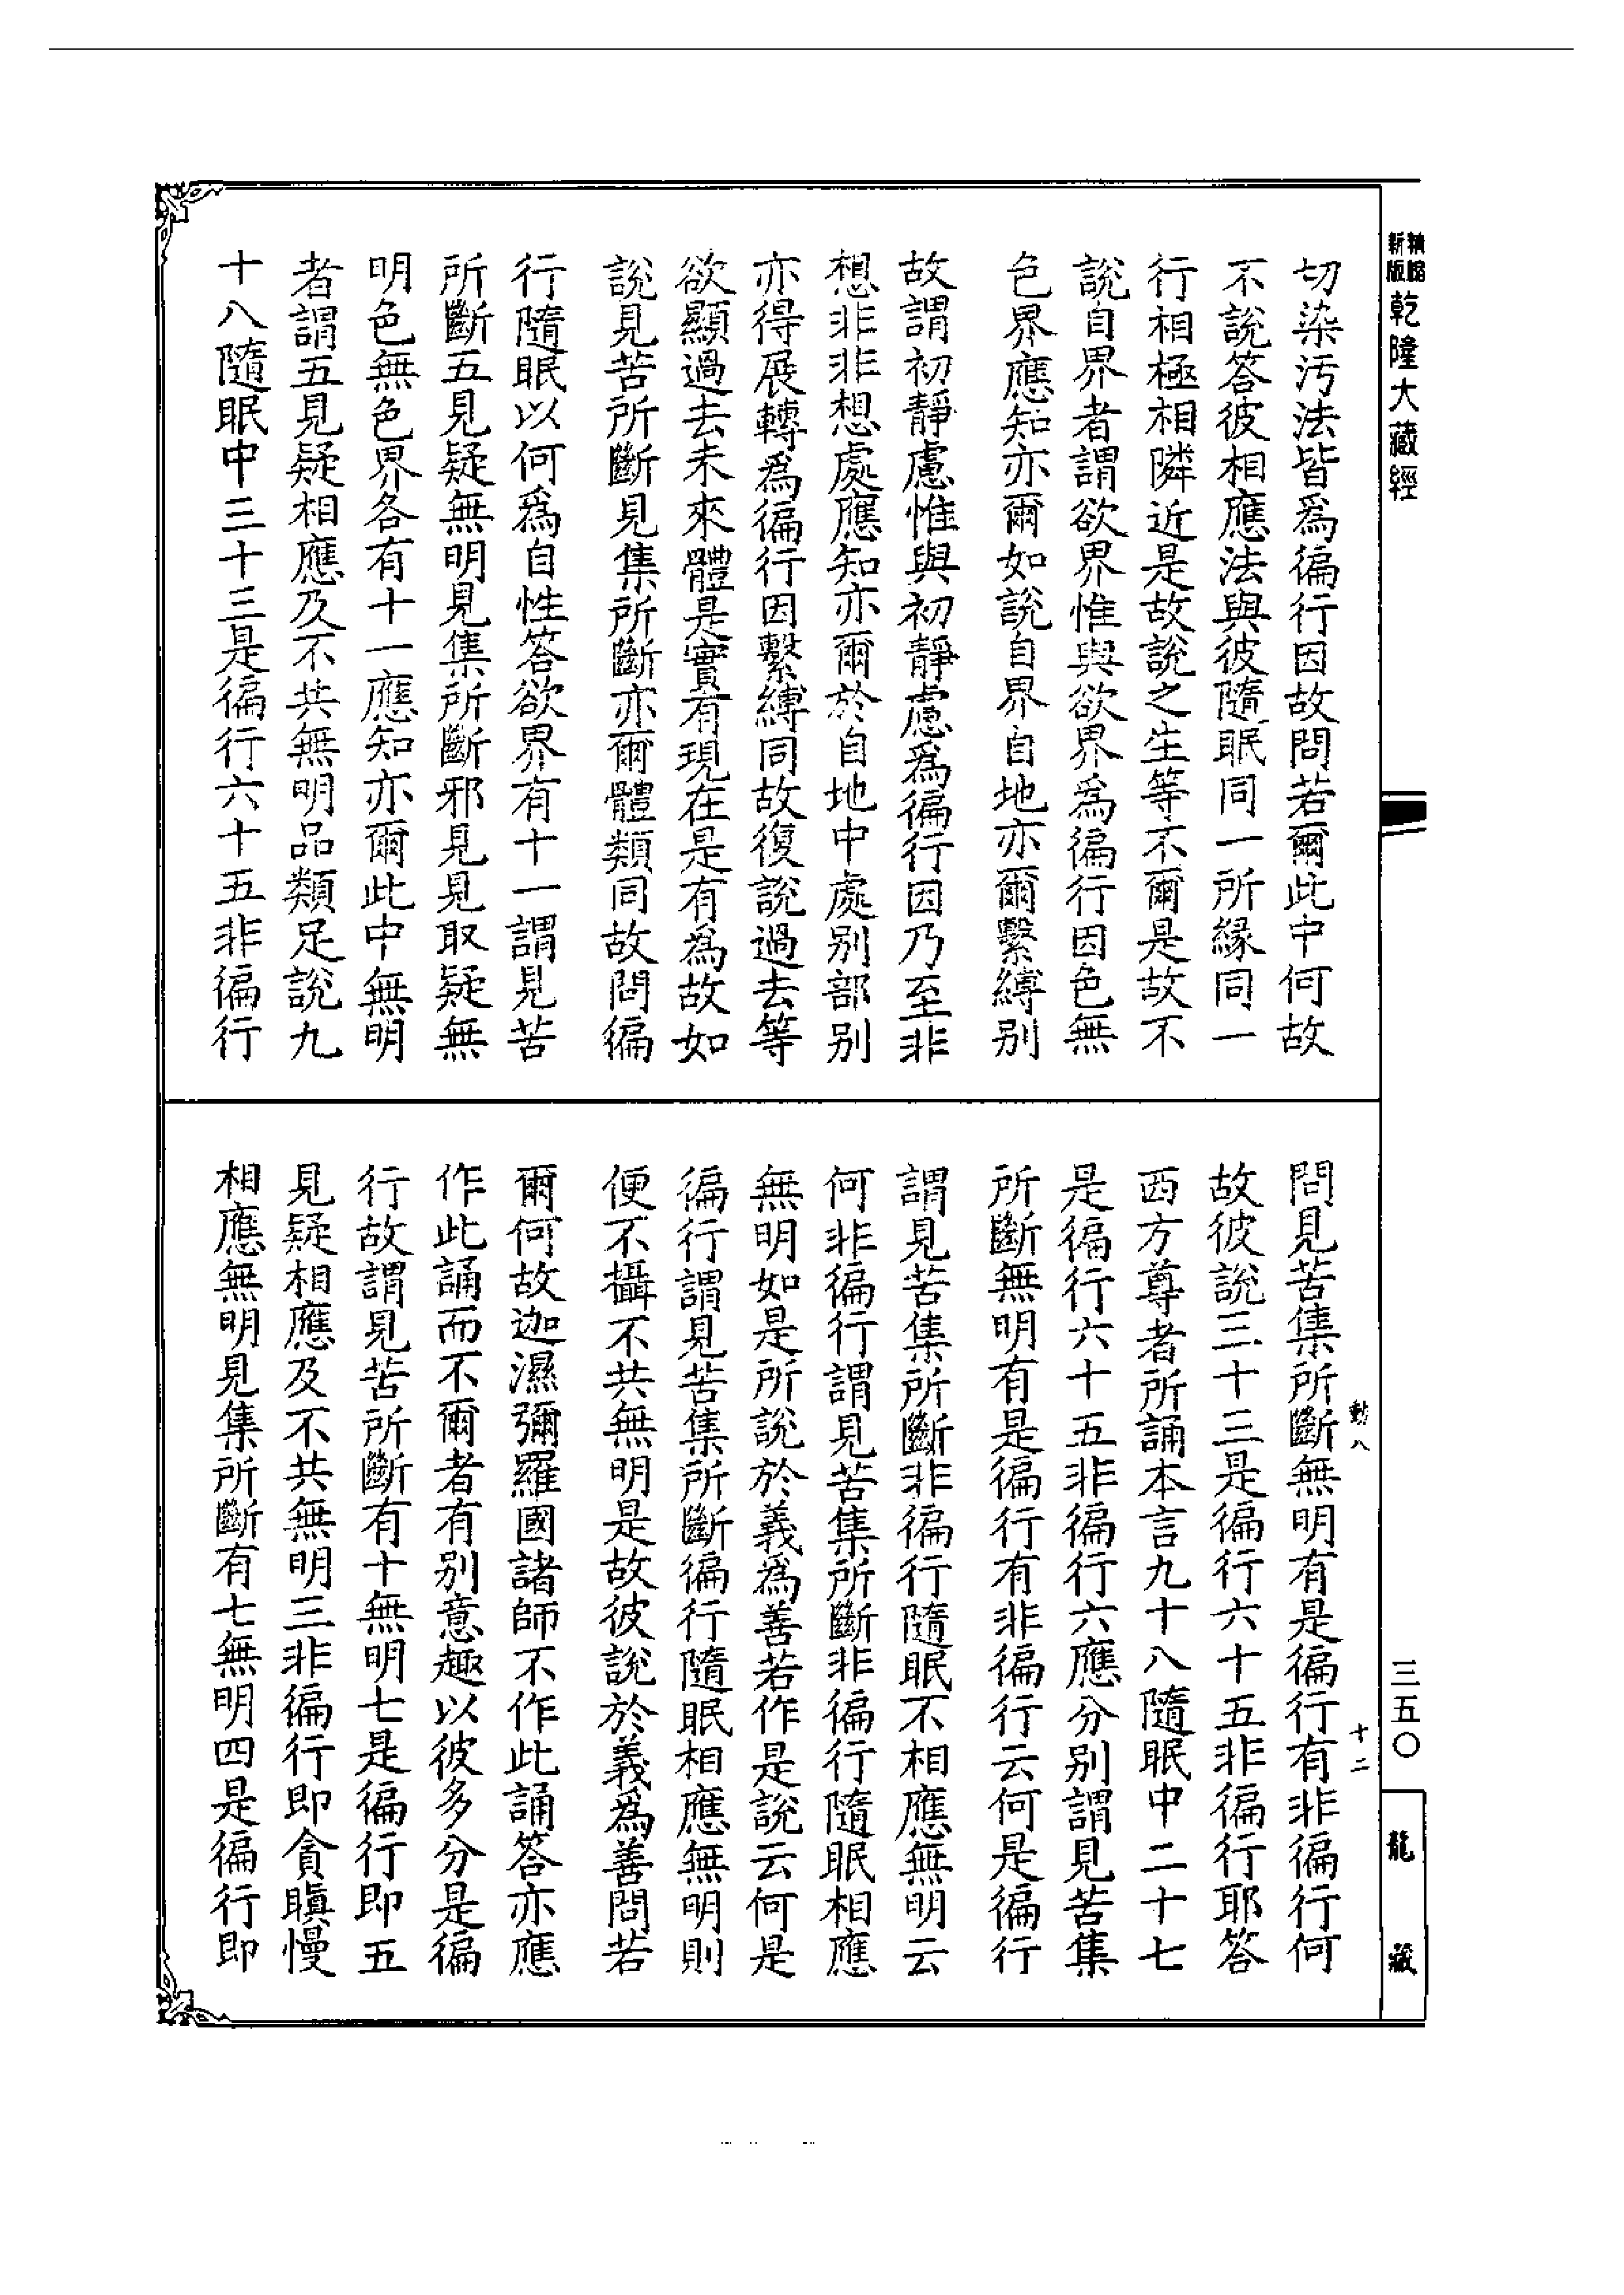 精縮新版乾隆大藏經
切染汚法皆爲徧行因故問若爾此中何故
不說答彼相應法與彼隨眠同一所緣同一
行相極相隣近是故說之生等不爾是故不
說自界者謂欲界惟與欲界爲徧行因色無
色界應知亦爾如說自界自地亦爾繫縛別
故謂初靜慮惟與初靜慮爲徧行因乃至非
想非非想處應知亦爾於自地中處別部別
亦得展轉爲徧行因繫縛同故復說過去等
欲顯過去未來體是實有現在是有爲故如
說見苦所斷見集所斷亦爾體類同故問徧
行隨眠以何爲自性答欲界有十一謂見苦
所斷五見疑無明見集所斷邪見見取疑無
明色無色界各有十一應知亦爾此中無明
者謂五見疑相應及不共無明品類足說九
十八隨眠中三十三是徧行六十五非徧行
動八
十二
問見苦集所斷無明有是徧行有非徧行何
故彼說三十三是徧行六十五非徧行耶答
西方尊者所誦本言九十八隨眠中二十七
是徧行六十五非徧行六應分別謂見苦集
所斷無明有是徧行有非徧行云何是徧行
謂見苦集所斷非徧行隨眠不相應無明云
何非徧行謂見苦集所斷非徧行隨眠相應
無明如是所說於義爲善若作是說云何是
徧行謂見苦集所斷徧行隨眠相應無明則
便不攝不共無明是故彼說於義爲善問若
爾何故迦濕彌羅國諸師不作此誦答亦應
作此誦而不爾者有別意趣以彼多分是徧
行故謂見苦所斷有十無明七是徧行即五
見疑相應及不共無明三非徧行即貪瞋慢
相應無明見集所斷有七無明四是徧行即
三五〇
龍藏